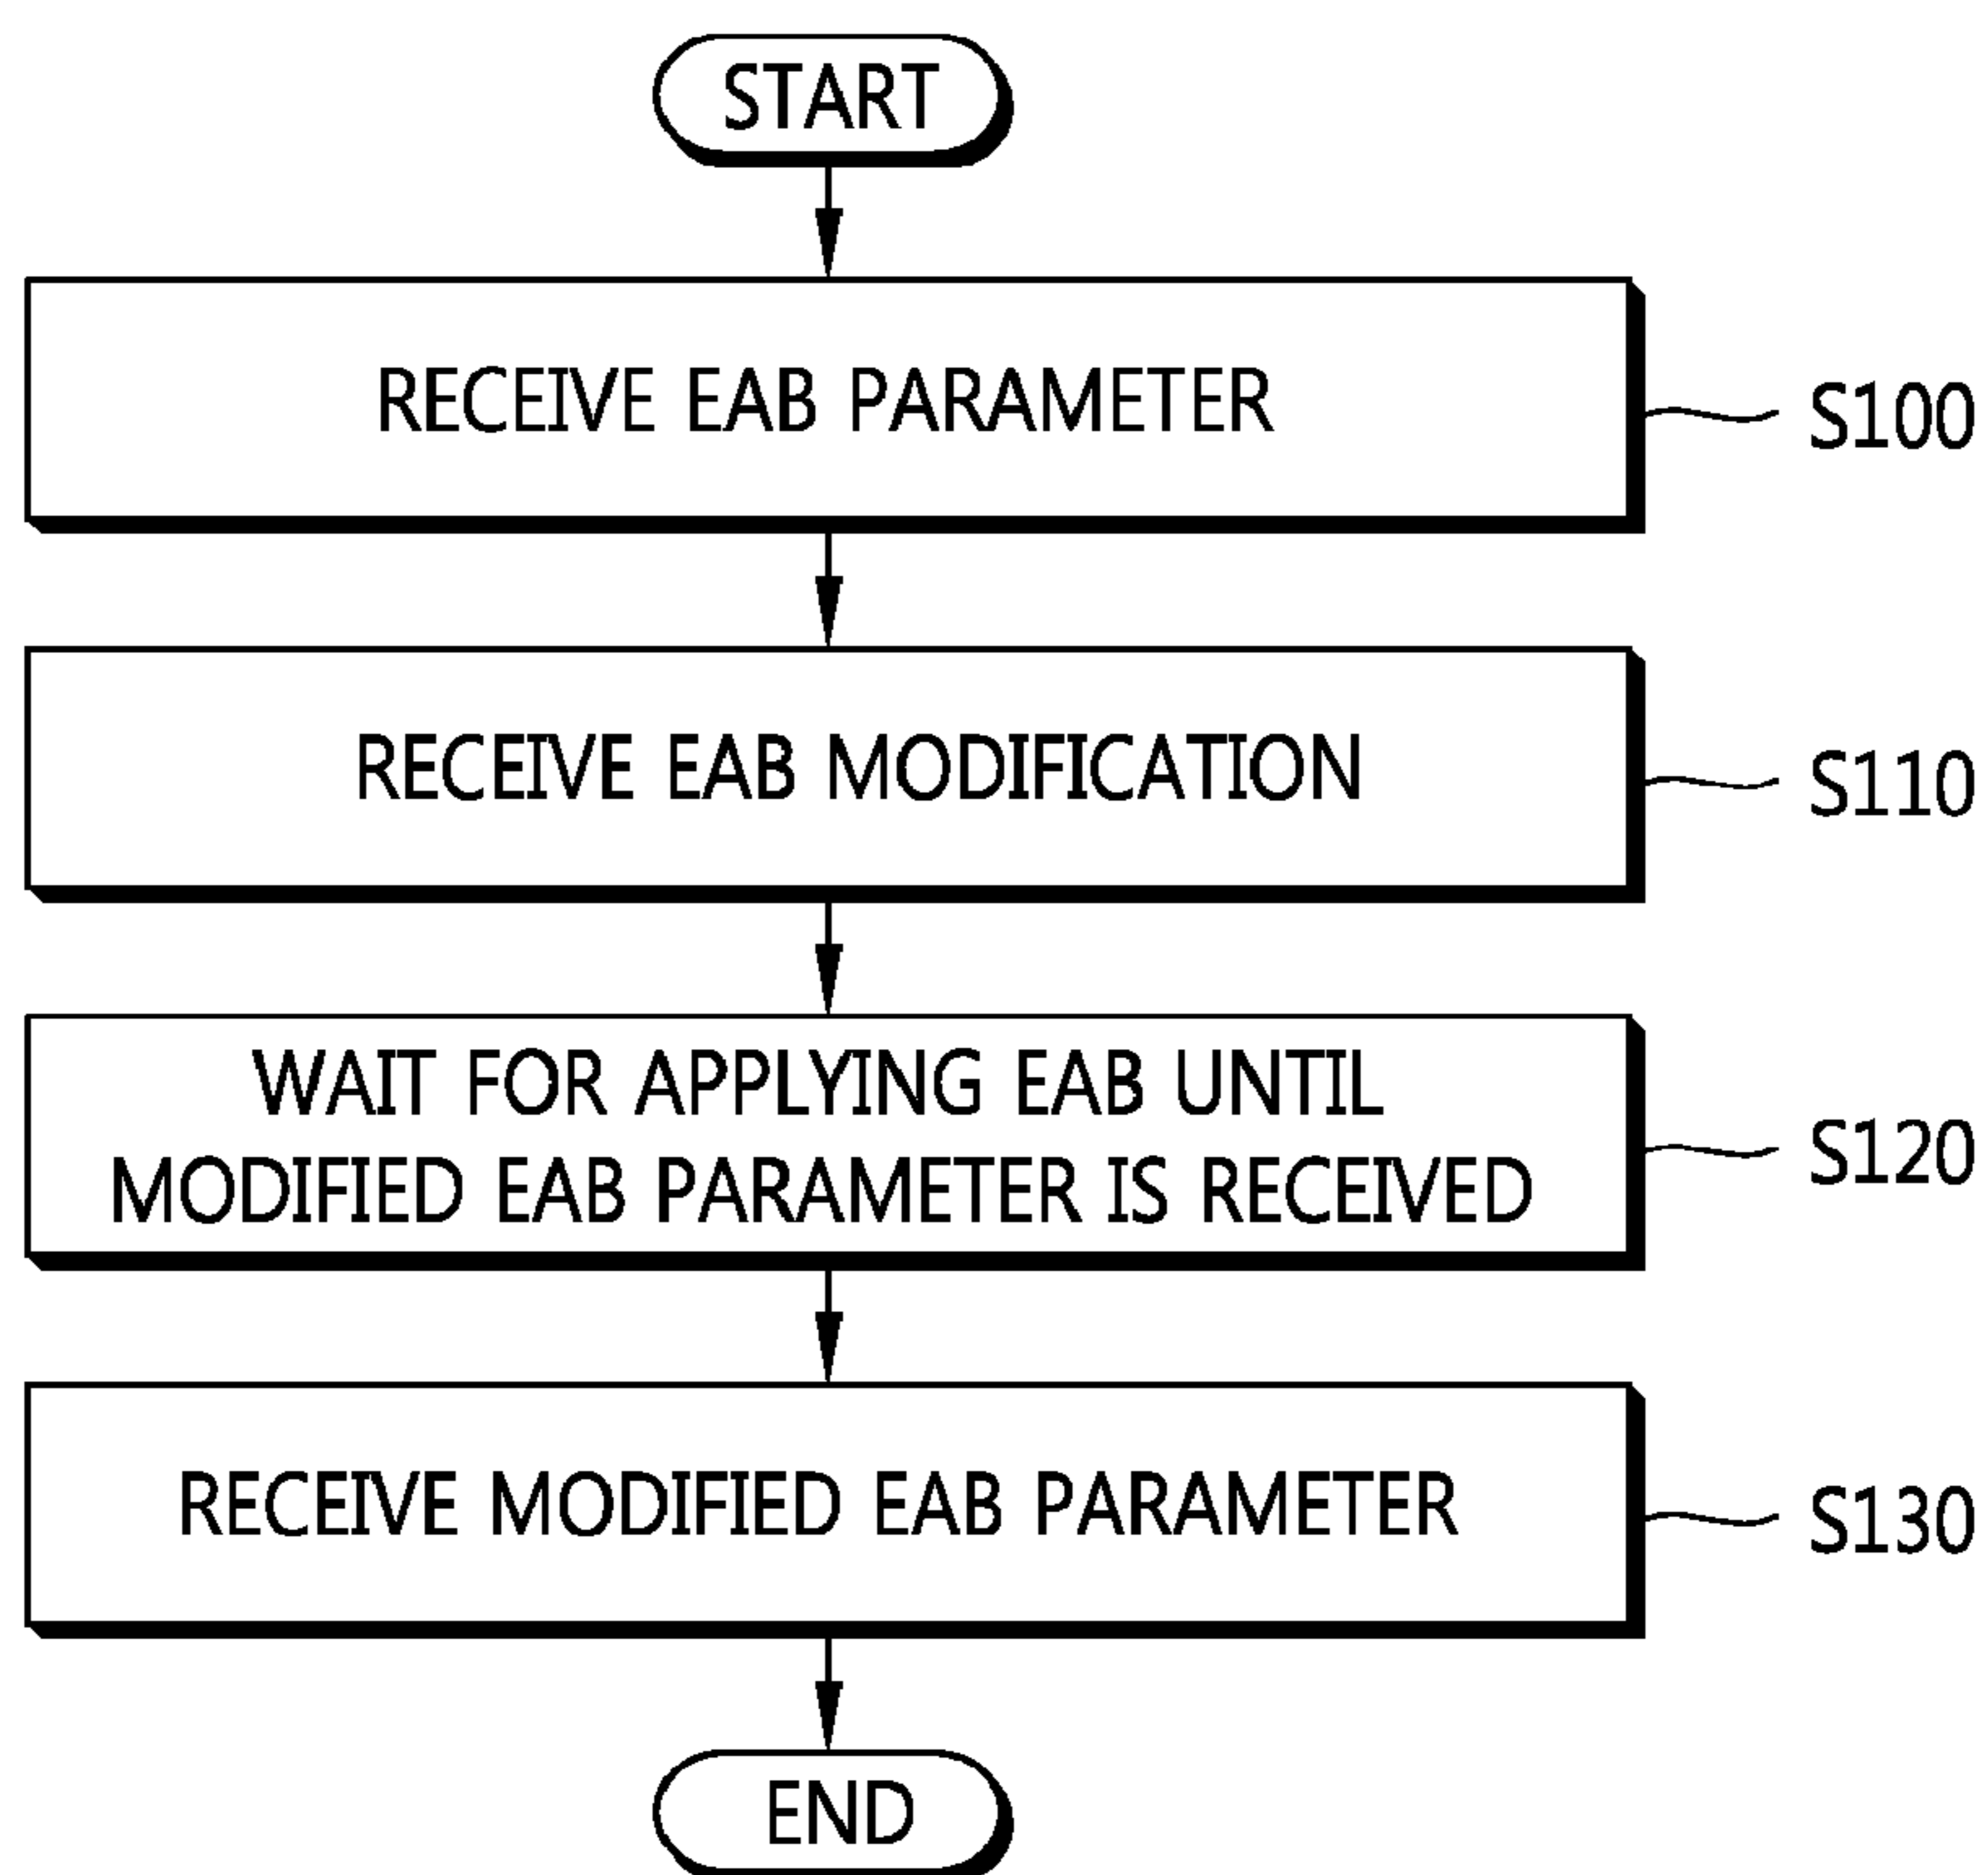 START
RECEIVE EAB PARAMETER
S100
RECEIVE EAB MODIFICATION
S110
WAIT FOR APPLYING EAB UNTIL
MODIFIED EAB PARAMETER IS RECEIVED
S120
RECEIVE MODIFIED EAB PARAMETER
S130
END